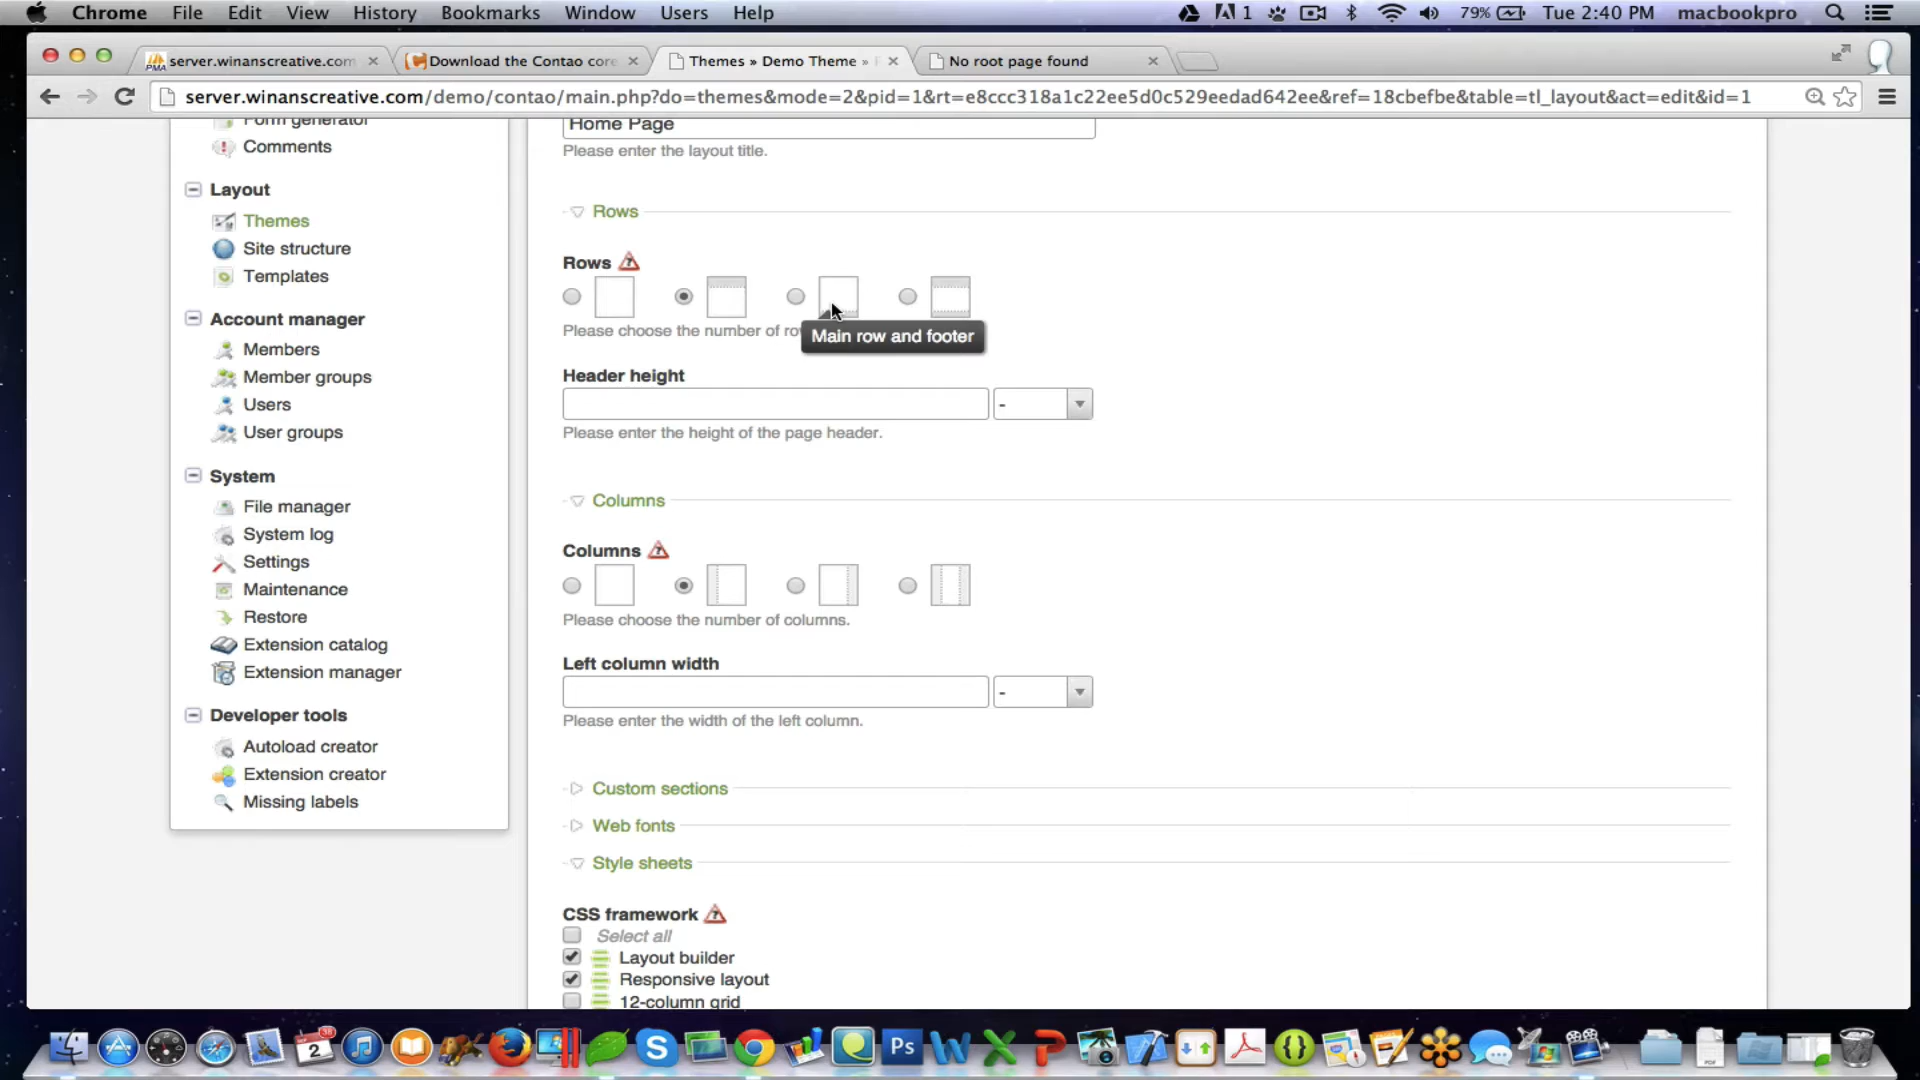 Chrome File Edit View History Bookmarks Window Users Help
1 79% Tue 2:40 PM macbookpro
server.winanscreative.com
Download the Contao core
Themes » Demo Theme »
No root page found
server.winanscreative.com/demo/contao/main.php?do=themes&mode=2&pid=1&rt=e8ccc318a1c22ee5d0c529eedad642ee&ref=18cbefbe&table=tl_layout&act=edit&id=1
Form generator
Comments
Layout
Themes
Site structure
Templates
Account manager
Members
Member groups
Users
User groups
System
File manager
System log
Settings
Maintenance
Restore
Extension catalog
Extension manager
Developer tools
Autoload creator
Extension creator
Missing labels
Home Page
Please enter the layout title.
Rows
Rows
Please choose the number of ro
Main row and footer
Header height
-
Please enter the height of the page header.
Columns
Columns
Please choose the number of columns.
Left column width
-
Please enter the width of the left column.
Custom sections
Web fonts
Style sheets
CSS framework
Select all
Layout builder
Responsive layout
12-column grid
2
Ps